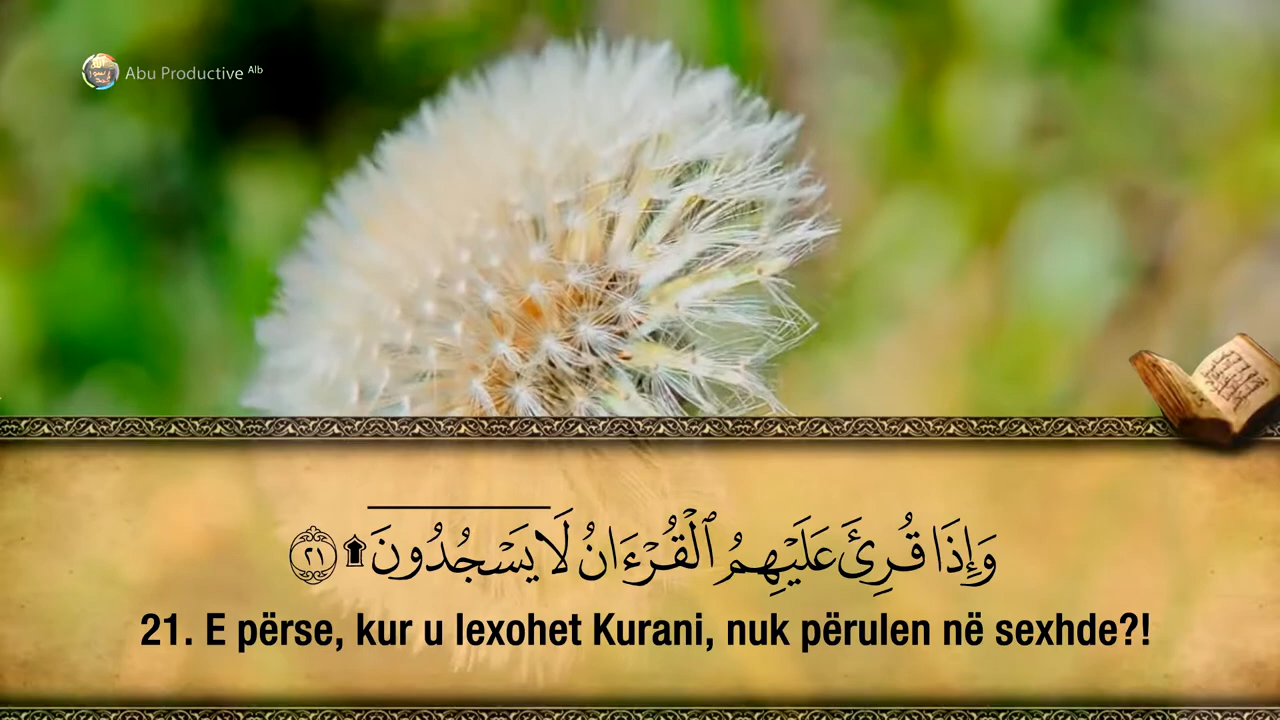 Abu Productive Alb
وَإِذَا قُرِئَ عَلَيْهِمُ ٱلْقُرْءَانُ لَا يَسْجُدُونَ ۩ ٢١
21. E përse, kur u lexohet Kurani, nuk përulen në sexhde?!